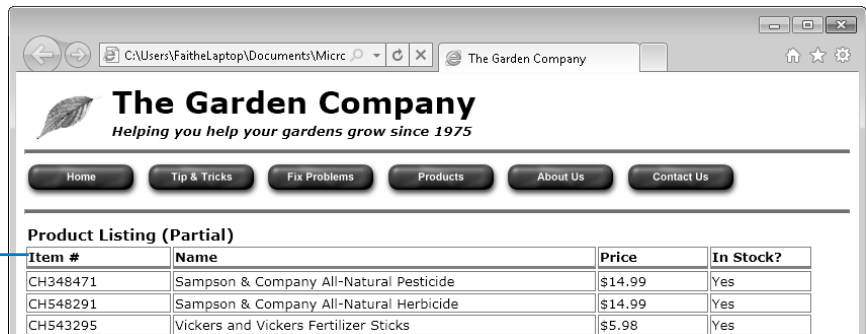 C:\Users\FaitheLaptop\Documents\Micrc
The Garden Company
The Garden Company
Helping you help your gardens grow since 1975
Home Tip & Tricks Fix Problems Products About Us Contact Us
Product Listing (Partial)
Item # Name Price In Stock?
CH348471 Sampson & Company All-Natural Pesticide $14.99 Yes
CH548291 Sampson & Company All-Natural Herbicide $14.99 Yes
CH543295 Vickers and Vickers Fertilizer Sticks $5.98 Yes